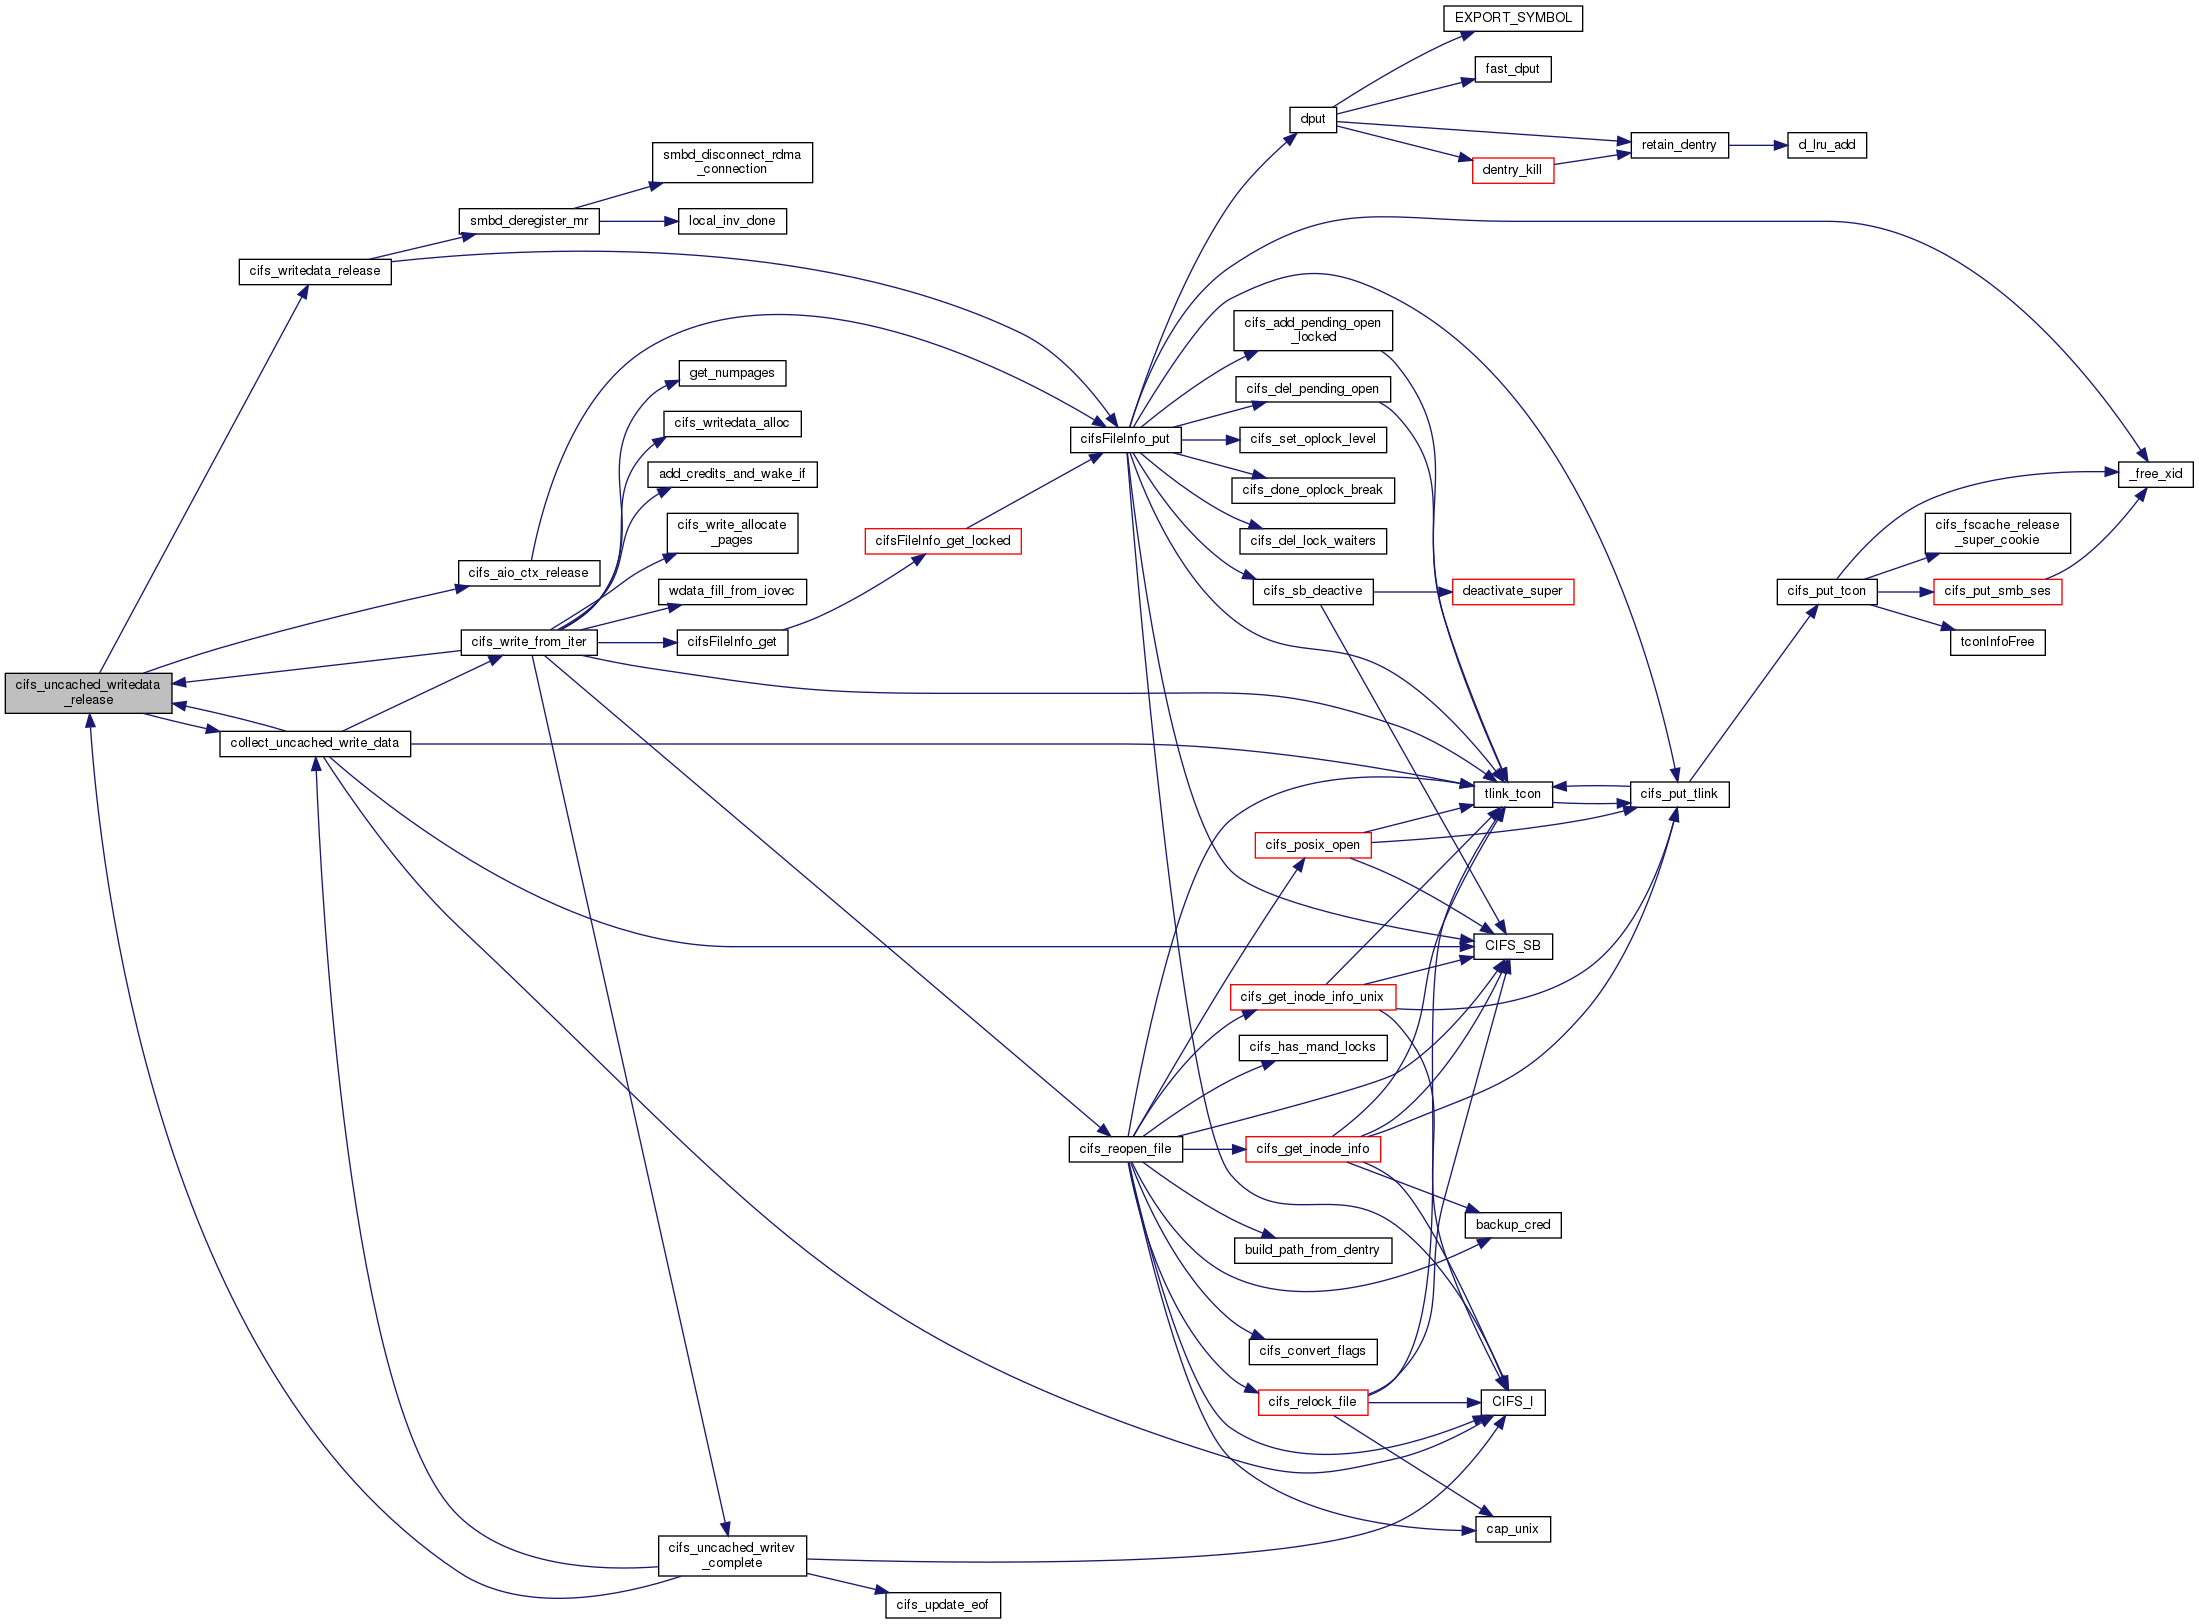 EXPORT_SYMBOL
fast_dput
dput
retain_dentry
d_lru_add
dentry_kill
smbd_disconnect_rdma
_connection
smbd_deregister_mr
local_inv_done
cifs_writedata_release
cifs_add_pending_open
_locked
get_numpages
cifs_del_pending_open
cifs_writedata_alloc
cifsFileInfo_put
cifs_set_oplock_level
add_credits_and_wake_if
_free_xid
cifs_done_oplock_break
cifs_write_allocate
_pages
cifsFileInfo_get_locked
cifs_del_lock_waiters
cifs_fscache_release
_super_cookie
cifs_aio_ctx_release
wdata_fill_from_iovec
cifs_sb_deactive
deactivate_super
cifs_put_tcon
cifs_put_smb_ses
cifs_write_from_iter
cifsFileInfo_get
tconInfoFree
cifs_uncached_writedata
_release
collect_uncached_write_data
tlink_tcon
cifs_put_tlink
cifs_posix_open
CIFS_SB
cifs_get_inode_info_unix
cifs_has_mand_locks
cifs_reopen_file
cifs_get_inode_info
backup_cred
build_path_from_dentry
cifs_convert_flags
cifs_relock_file
CIFS_I
cap_unix
cifs_uncached_writev
_complete
cifs_update_eof